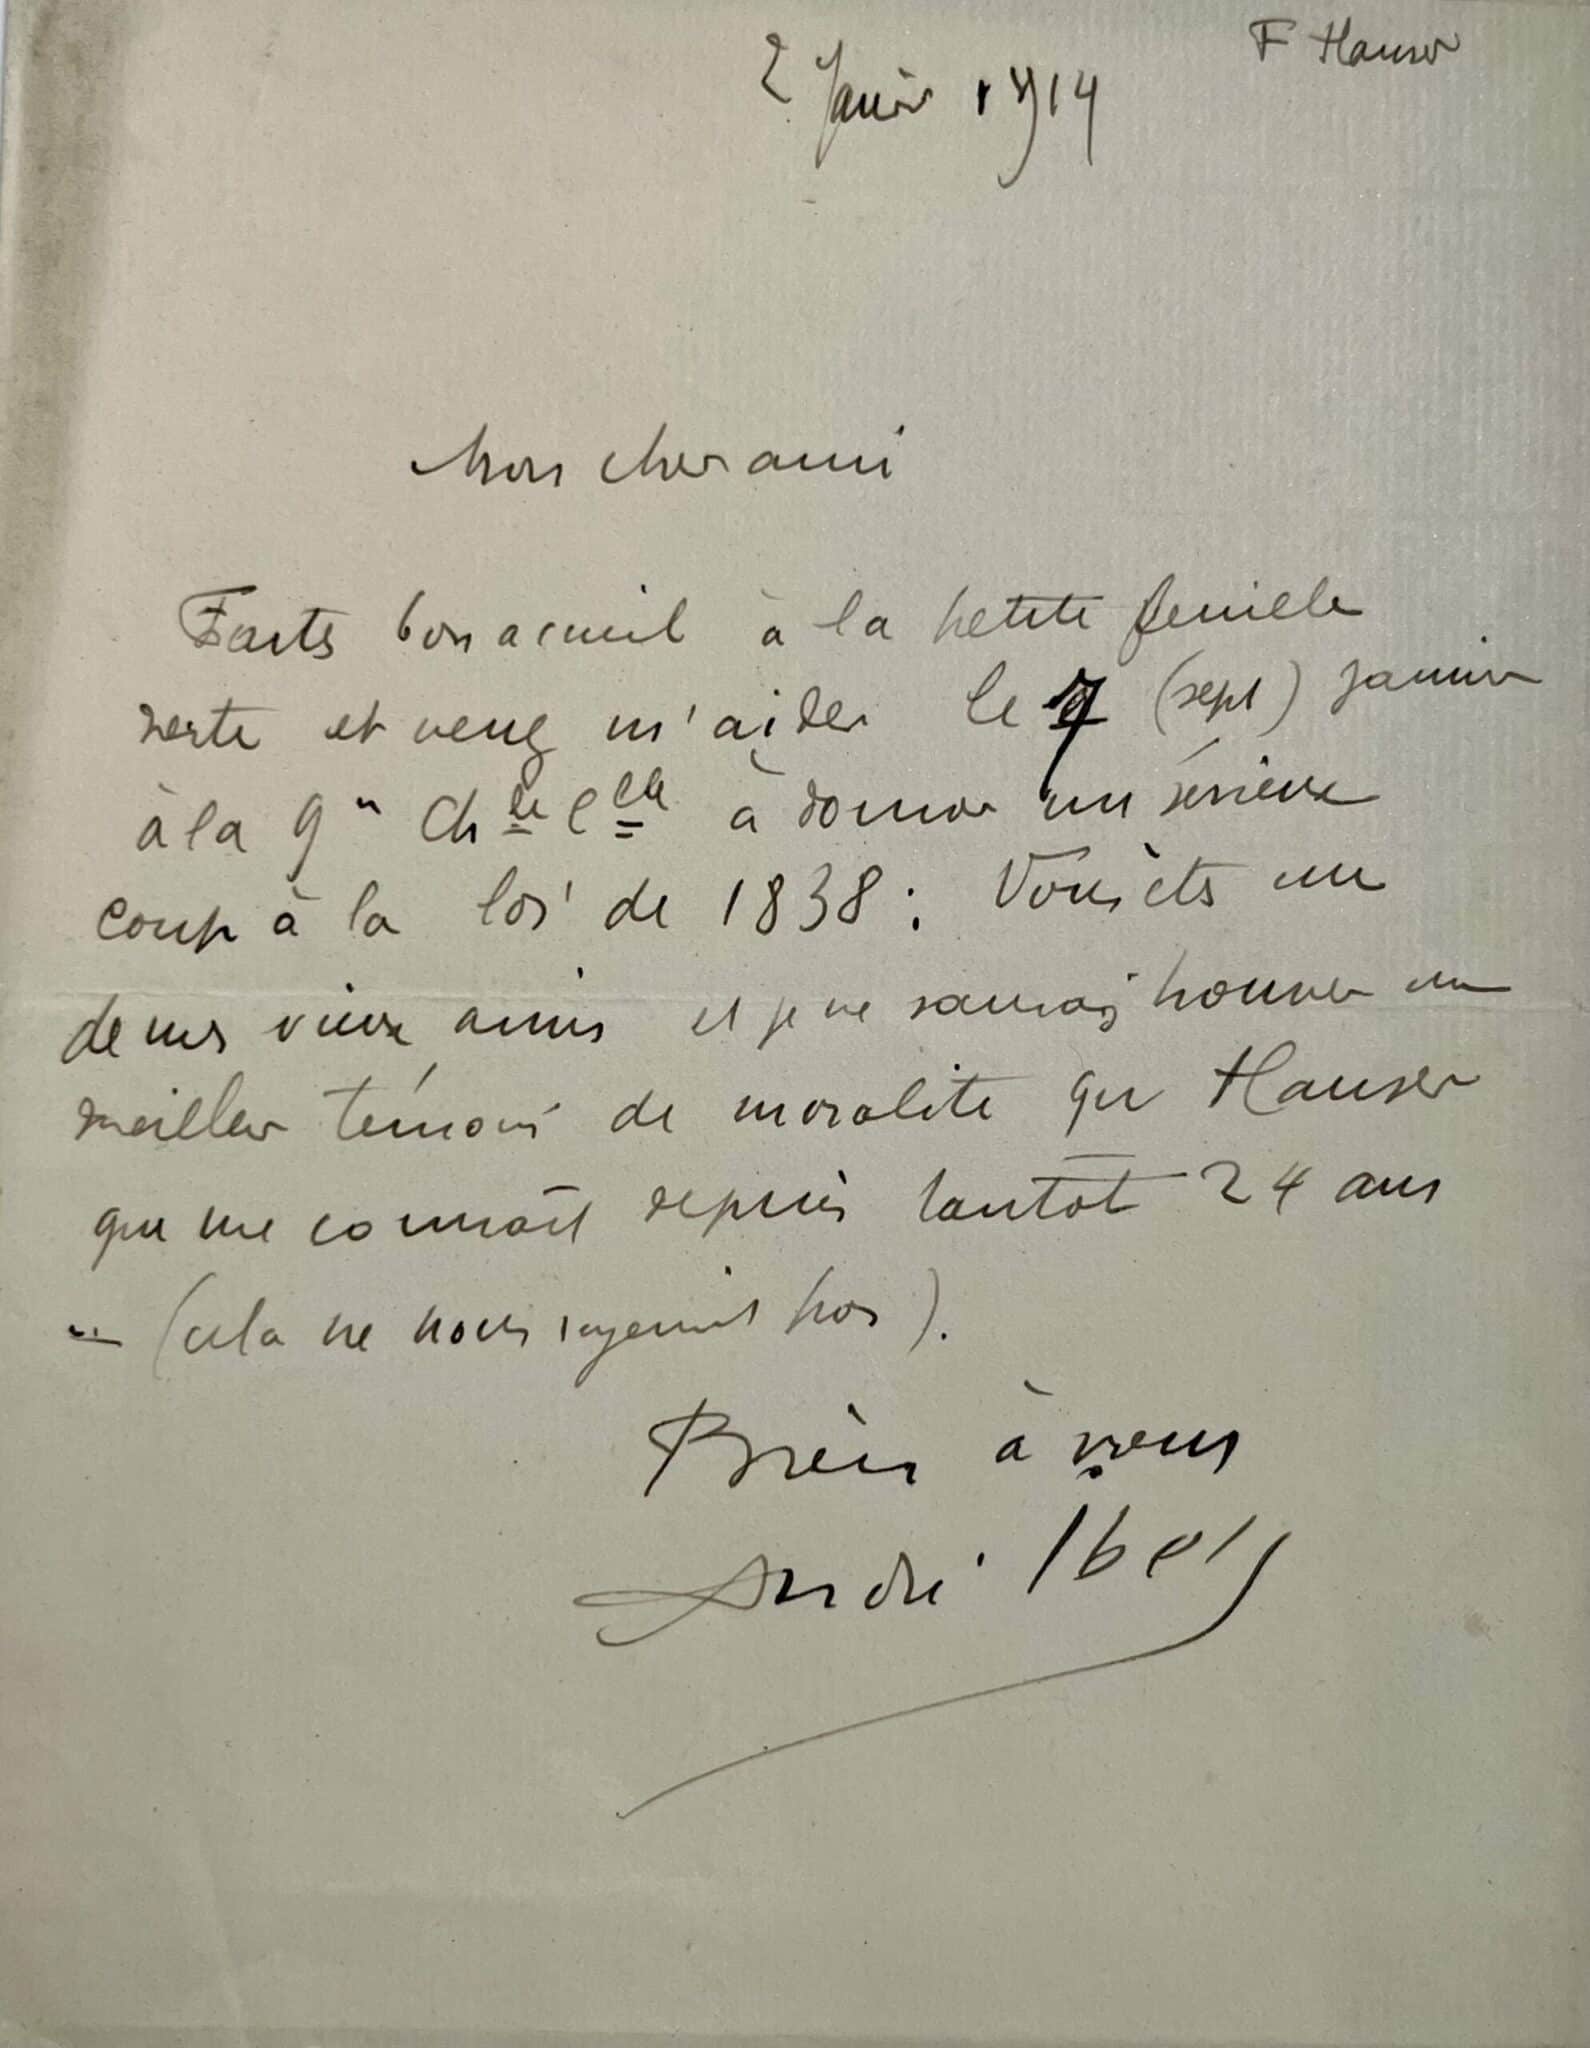 F Hauser
2 Janvier 1914
Mon cher ami
Faites bon acueil à la petite feuille
verte et venez m'aider le 7 (sept) janvier
à la 9e Ch bre Celle à donner un sérieux
coup à la loi de 1838 : Vous êtes un
de mes vieux amis et je ne saurais trouver un
meilleur témoin de moralité que Hauser
qui me connaît depuis tantôt 24 ans
— (cela ne nous rajeunit pas).
Bien à vous
André Ibels